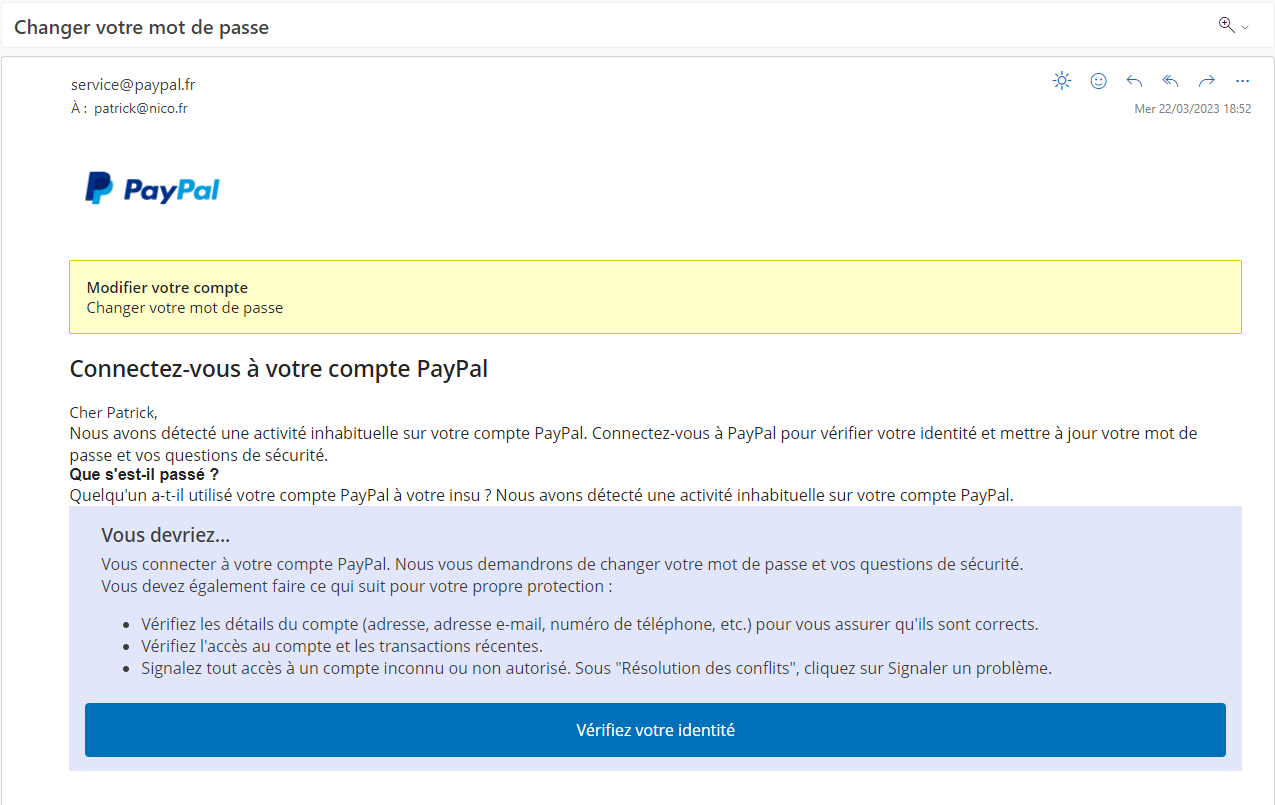 Changer votre mot de passe
service@paypal.fr
À : patrick@nico.fr
Mer 22/03/2023 18:52
PayPal
Modifier votre compte
Changer votre mot de passe
Connectez-vous à votre compte PayPal
Cher Patrick,
Nous avons détecté une activité inhabituelle sur votre compte PayPal. Connectez-vous à PayPal pour vérifier votre identité et mettre à jour votre mot de
passe et vos questions de sécurité.
Que s'est-il passé ?
Quelqu'un a-t-il utilisé votre compte PayPal à votre insu ? Nous avons détecté une activité inhabituelle sur votre compte PayPal.
Vous devriez...
Vous connecter à votre compte PayPal. Nous vous demandrons de changer votre mot de passe et vos questions de sécurité.
Vous devez également faire ce qui suit pour votre propre protection :
• Vérifiez les détails du compte (adresse, adresse e-mail, numéro de téléphone, etc.) pour vous assurer qu'ils sont corrects.
• Vérifiez l'accès au compte et les transactions récentes.
• Signalez tout accès à un compte inconnu ou non autorisé. Sous "Résolution des conflits", cliquez sur Signaler un problème.
Vérifiez votre identité